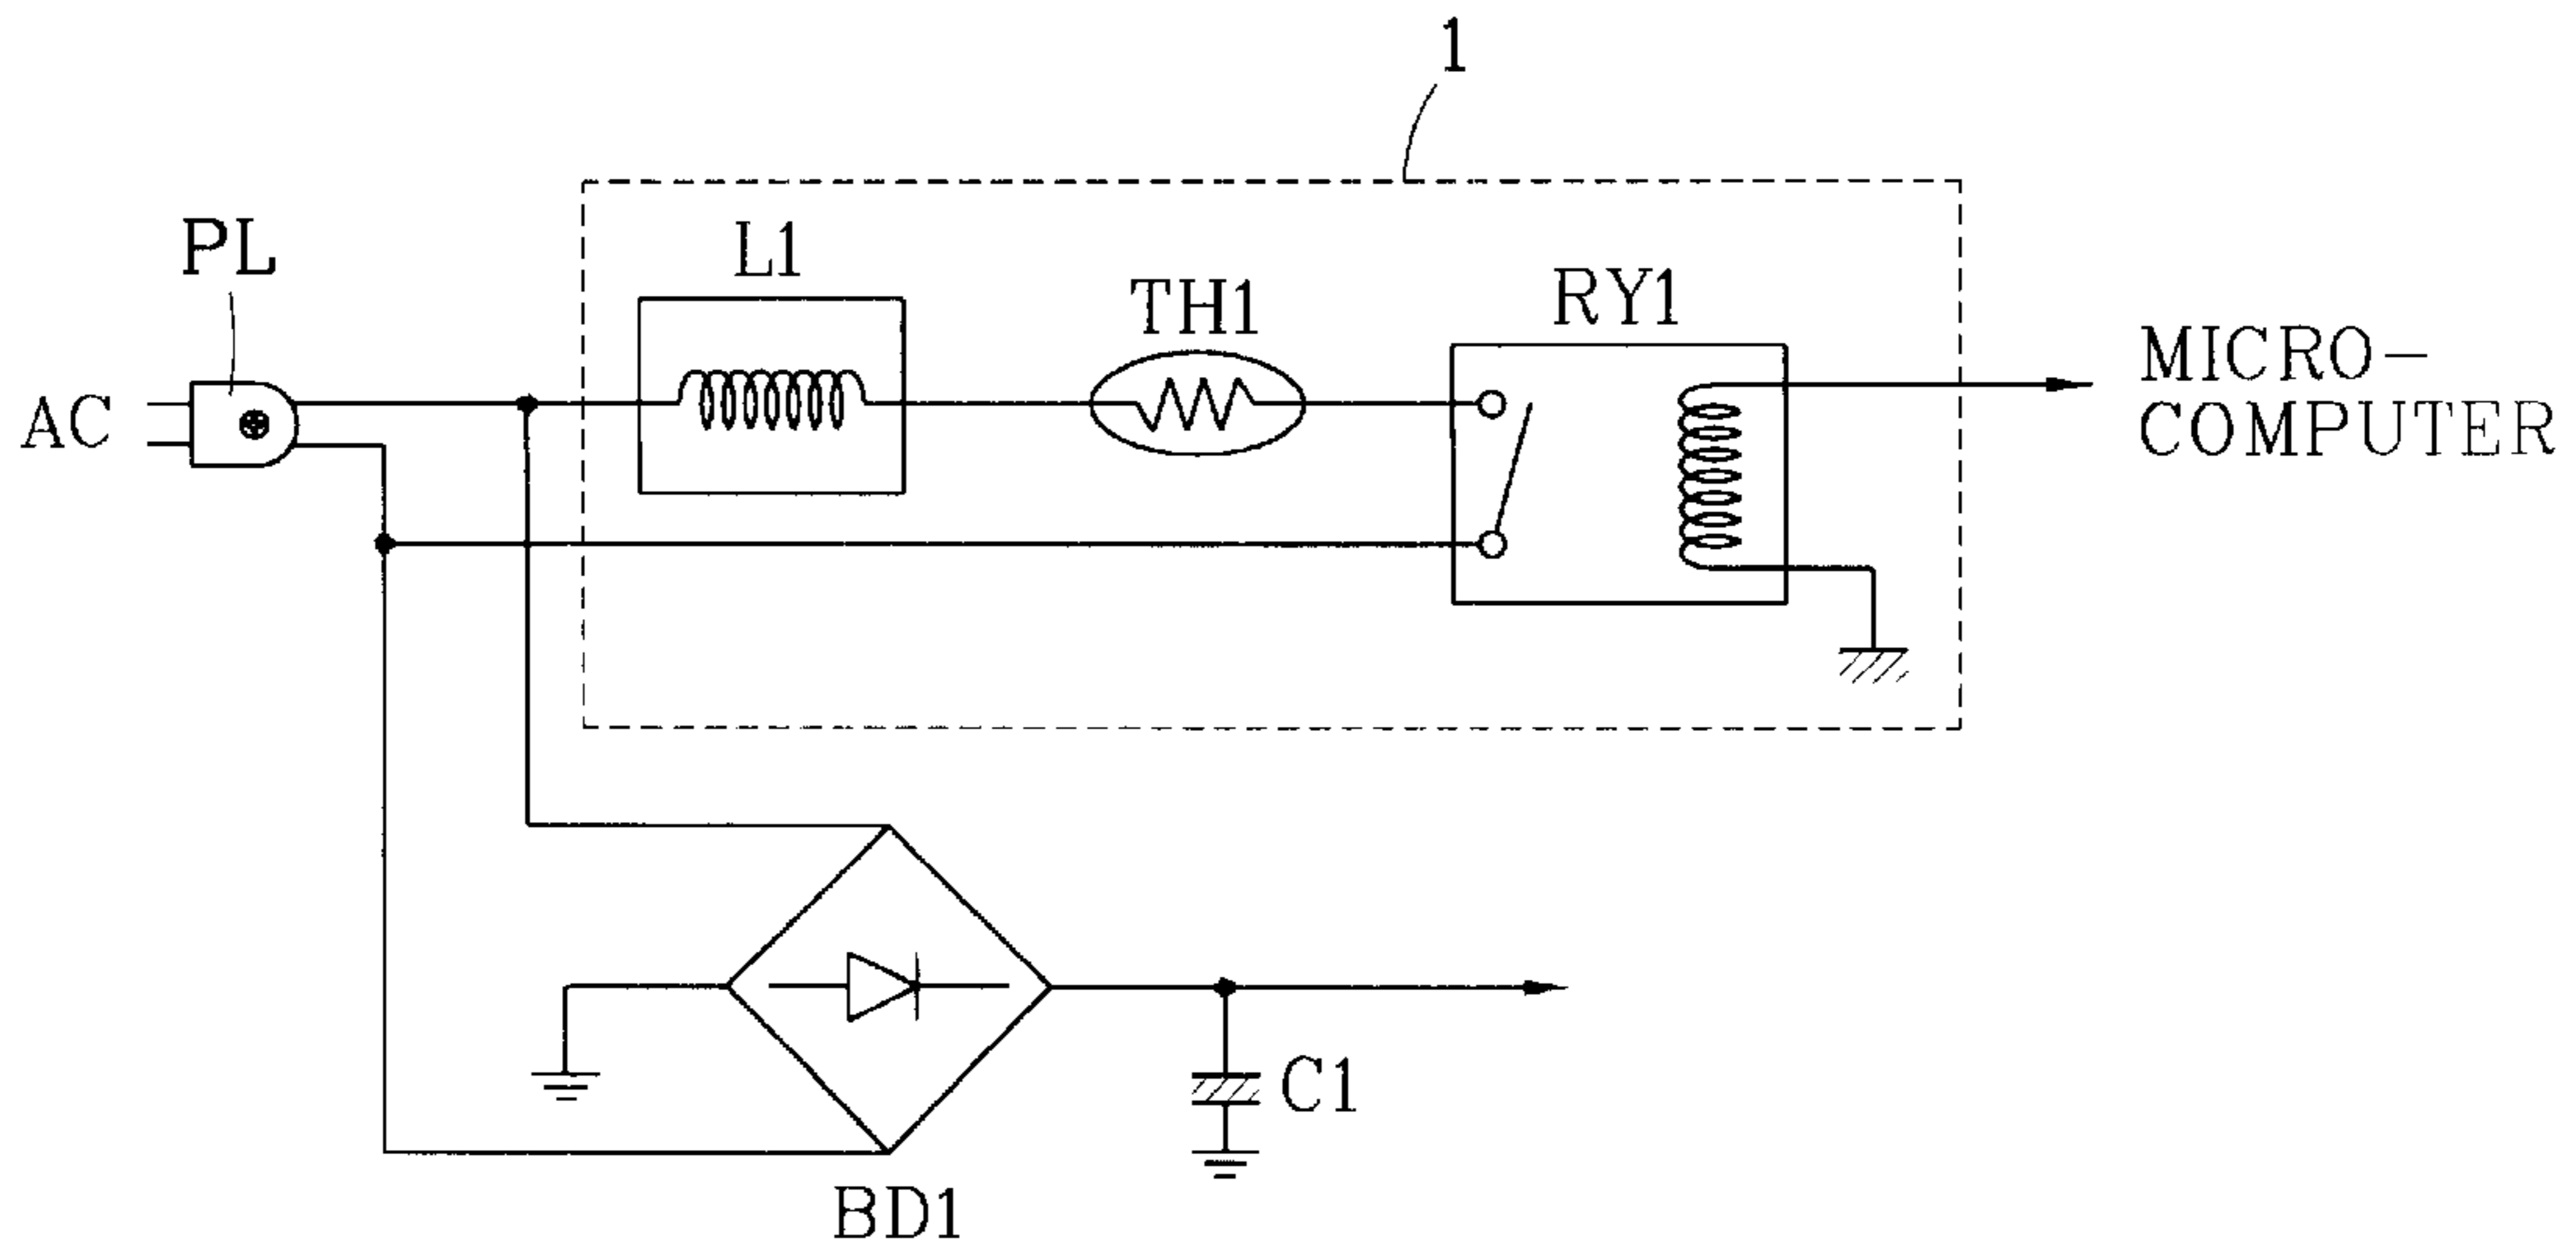 1
PL
L1
TH1
RY1
AC
MICRO-
COMPUTER
C1
BD1